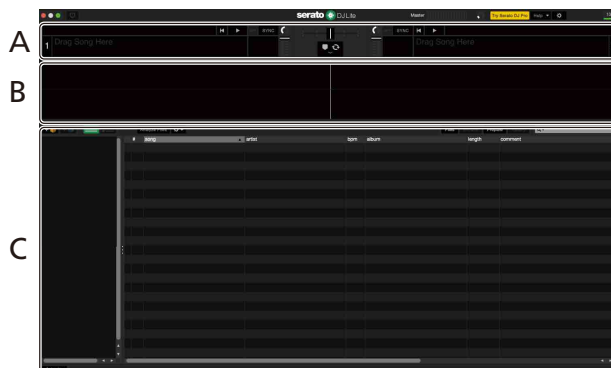 serato DJ Lite Master Try Serato DJ Pro Help
A
SYNC SYNC
1 Drag Song Here Drag Song Here
B
# song artist bpm album length comment
C